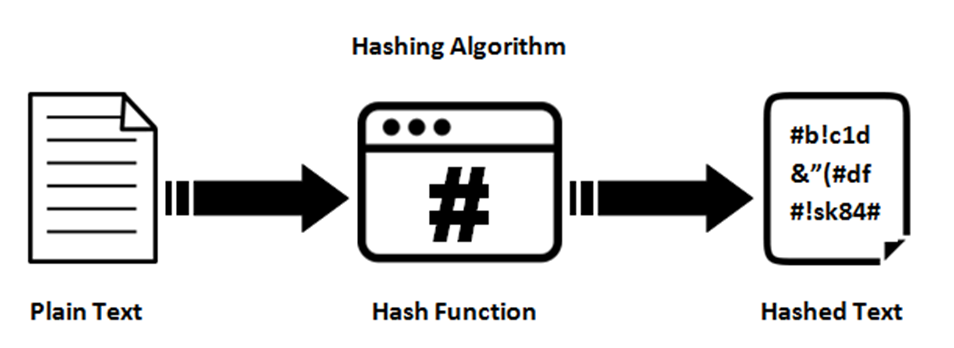 Hashing Algorithm
#
#b!c1d
&”(#df
#!sk84#
Plain Text
Hash Function
Hashed Text